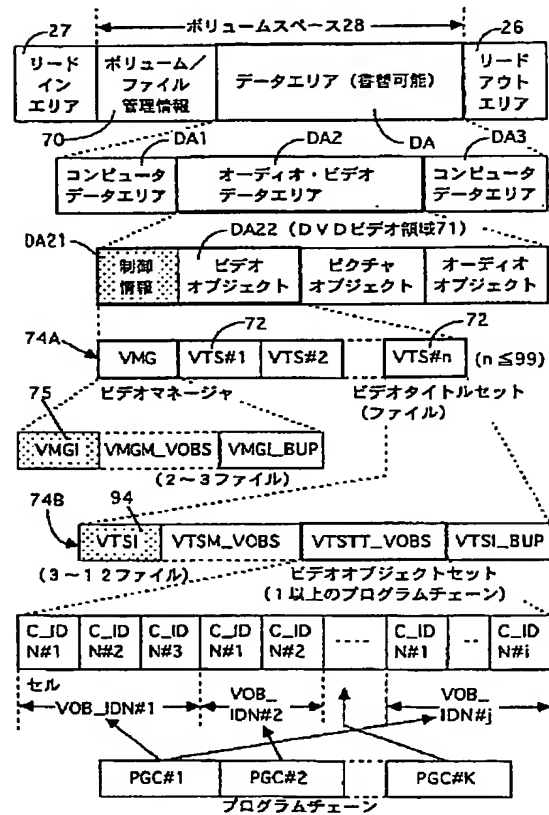 27
ボリュームスペース28
26
リード
イン
エリア
ボリューム/
ファイル
管理情報
データエリア(書替可能)
リード
アウト
エリア
70
DA1
DA2
DA
DA3
コンピュータ
データエリア
オーディオ・ビデオ
データエリア
コンピュータ
データエリア
DA21
DA22(DVDビデオ領域71)
制御
情報
ビデオ
オブジェクト
ピクチャ
オブジェクト
オーディオ
オブジェクト
74A
72
72
VMG
VTS#1
VTS#2
VTS#n
(n≦99)
ビデオマネージャ
ビデオタイトルセット
(ファイル)
75
VMGI
VMGM_VOBS
VMGI_BUP
(2~3ファイル)
74B
94
VTSI
VTSM_VOBS
VTSTT_VOBS
VTSI_BUP
(3~12ファイル)
ビデオオブジェクトセット
(1以上のプログラムチェーン)
C_ID
N#1
C_ID
N#2
C_ID
N#3
C_ID
N#1
C_ID
N#2
C_ID
N#1
C_ID
N#i
セル
VOB_IDN#1
VOB_
IDN#2
VOB_
IDN#j
PGC#1
PGC#2
PGC#K
プログラムチェーン